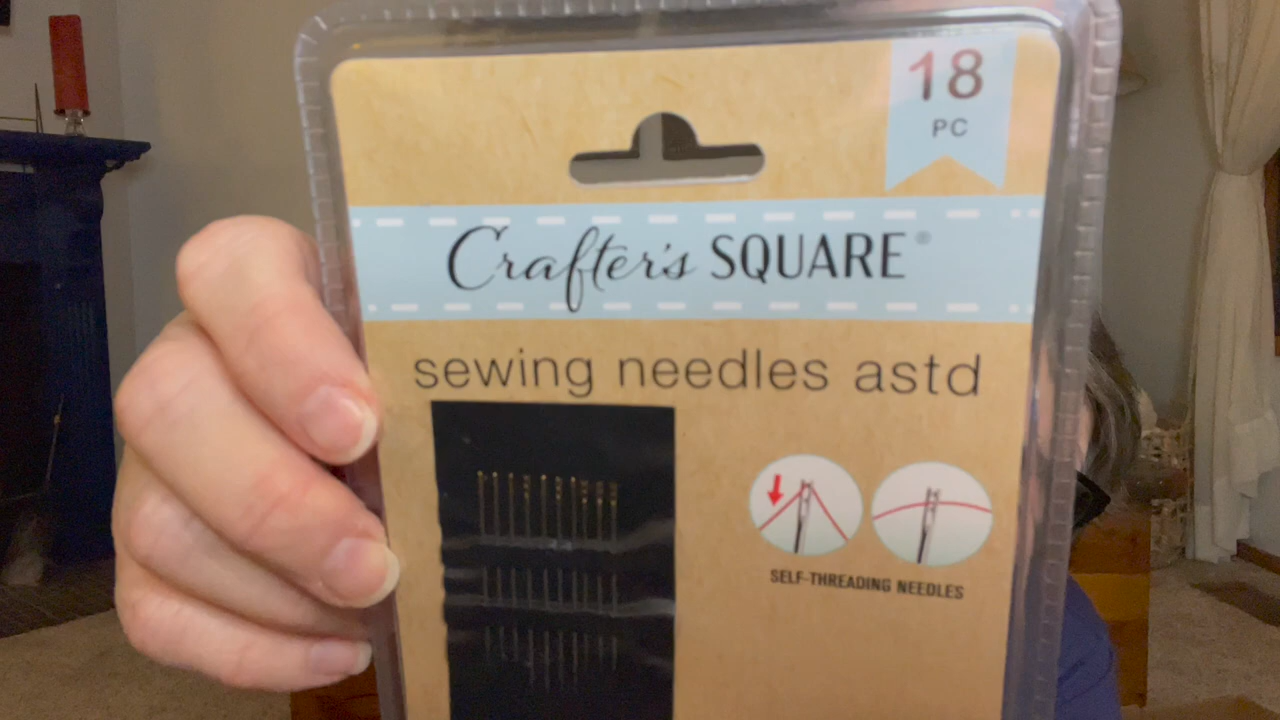 18
PC
Crafter's SQUARE®
sewing needles astd
SELF-THREADING NEEDLES